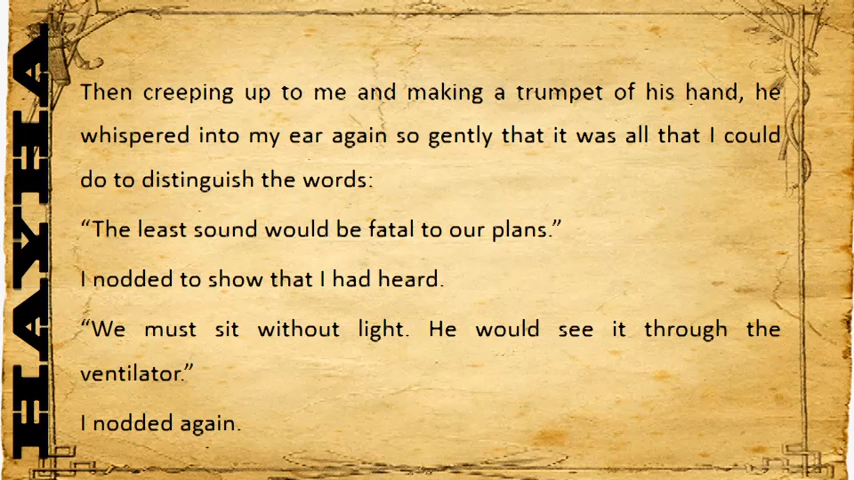 HAYHA
Then creeping up to me and making a trumpet of his hand, he
whispered into my ear again so gently that it was all that I could
do to distinguish the words:
“The least sound would be fatal to our plans.”
I nodded to show that I had heard.
“We must sit without light. He would see it through the
ventilator.”
I nodded again.